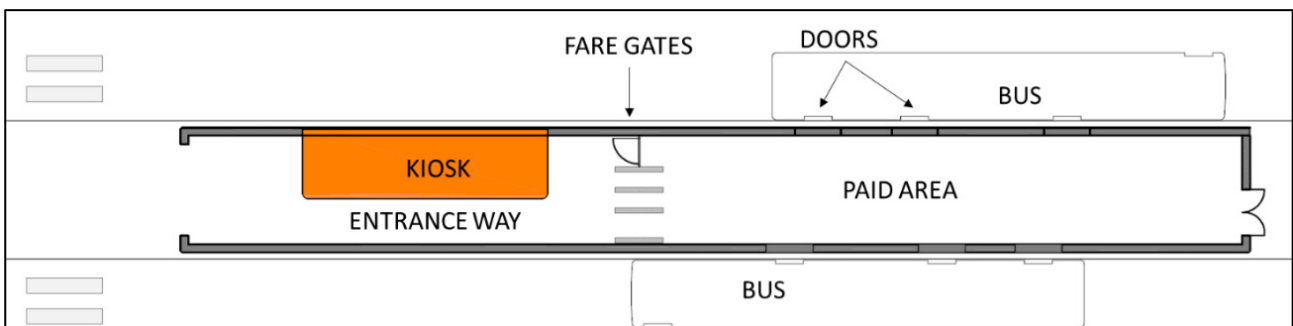 FARE GATES
DOORS
BUS
KIOSK
PAID AREA
ENTRANCE WAY
BUS